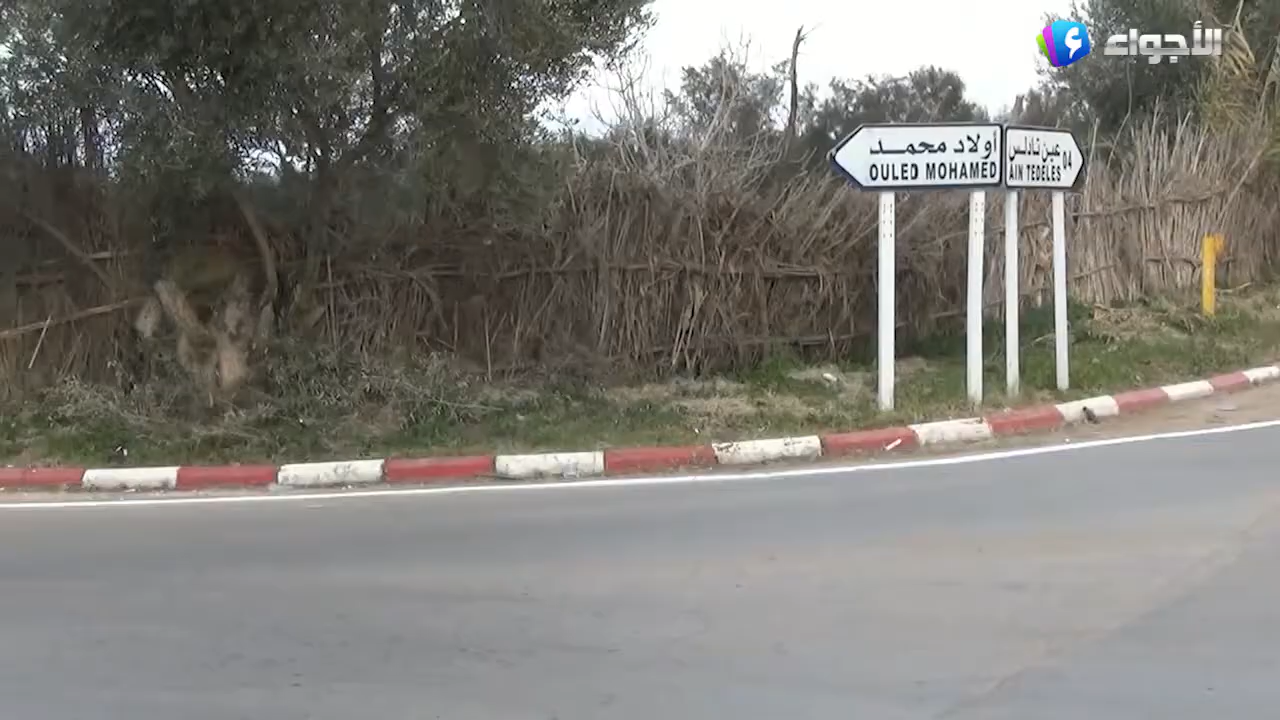 الأجواء
اولاد محمد
OULED MOHAMED
عين تادلس
AIN TEDELES
04